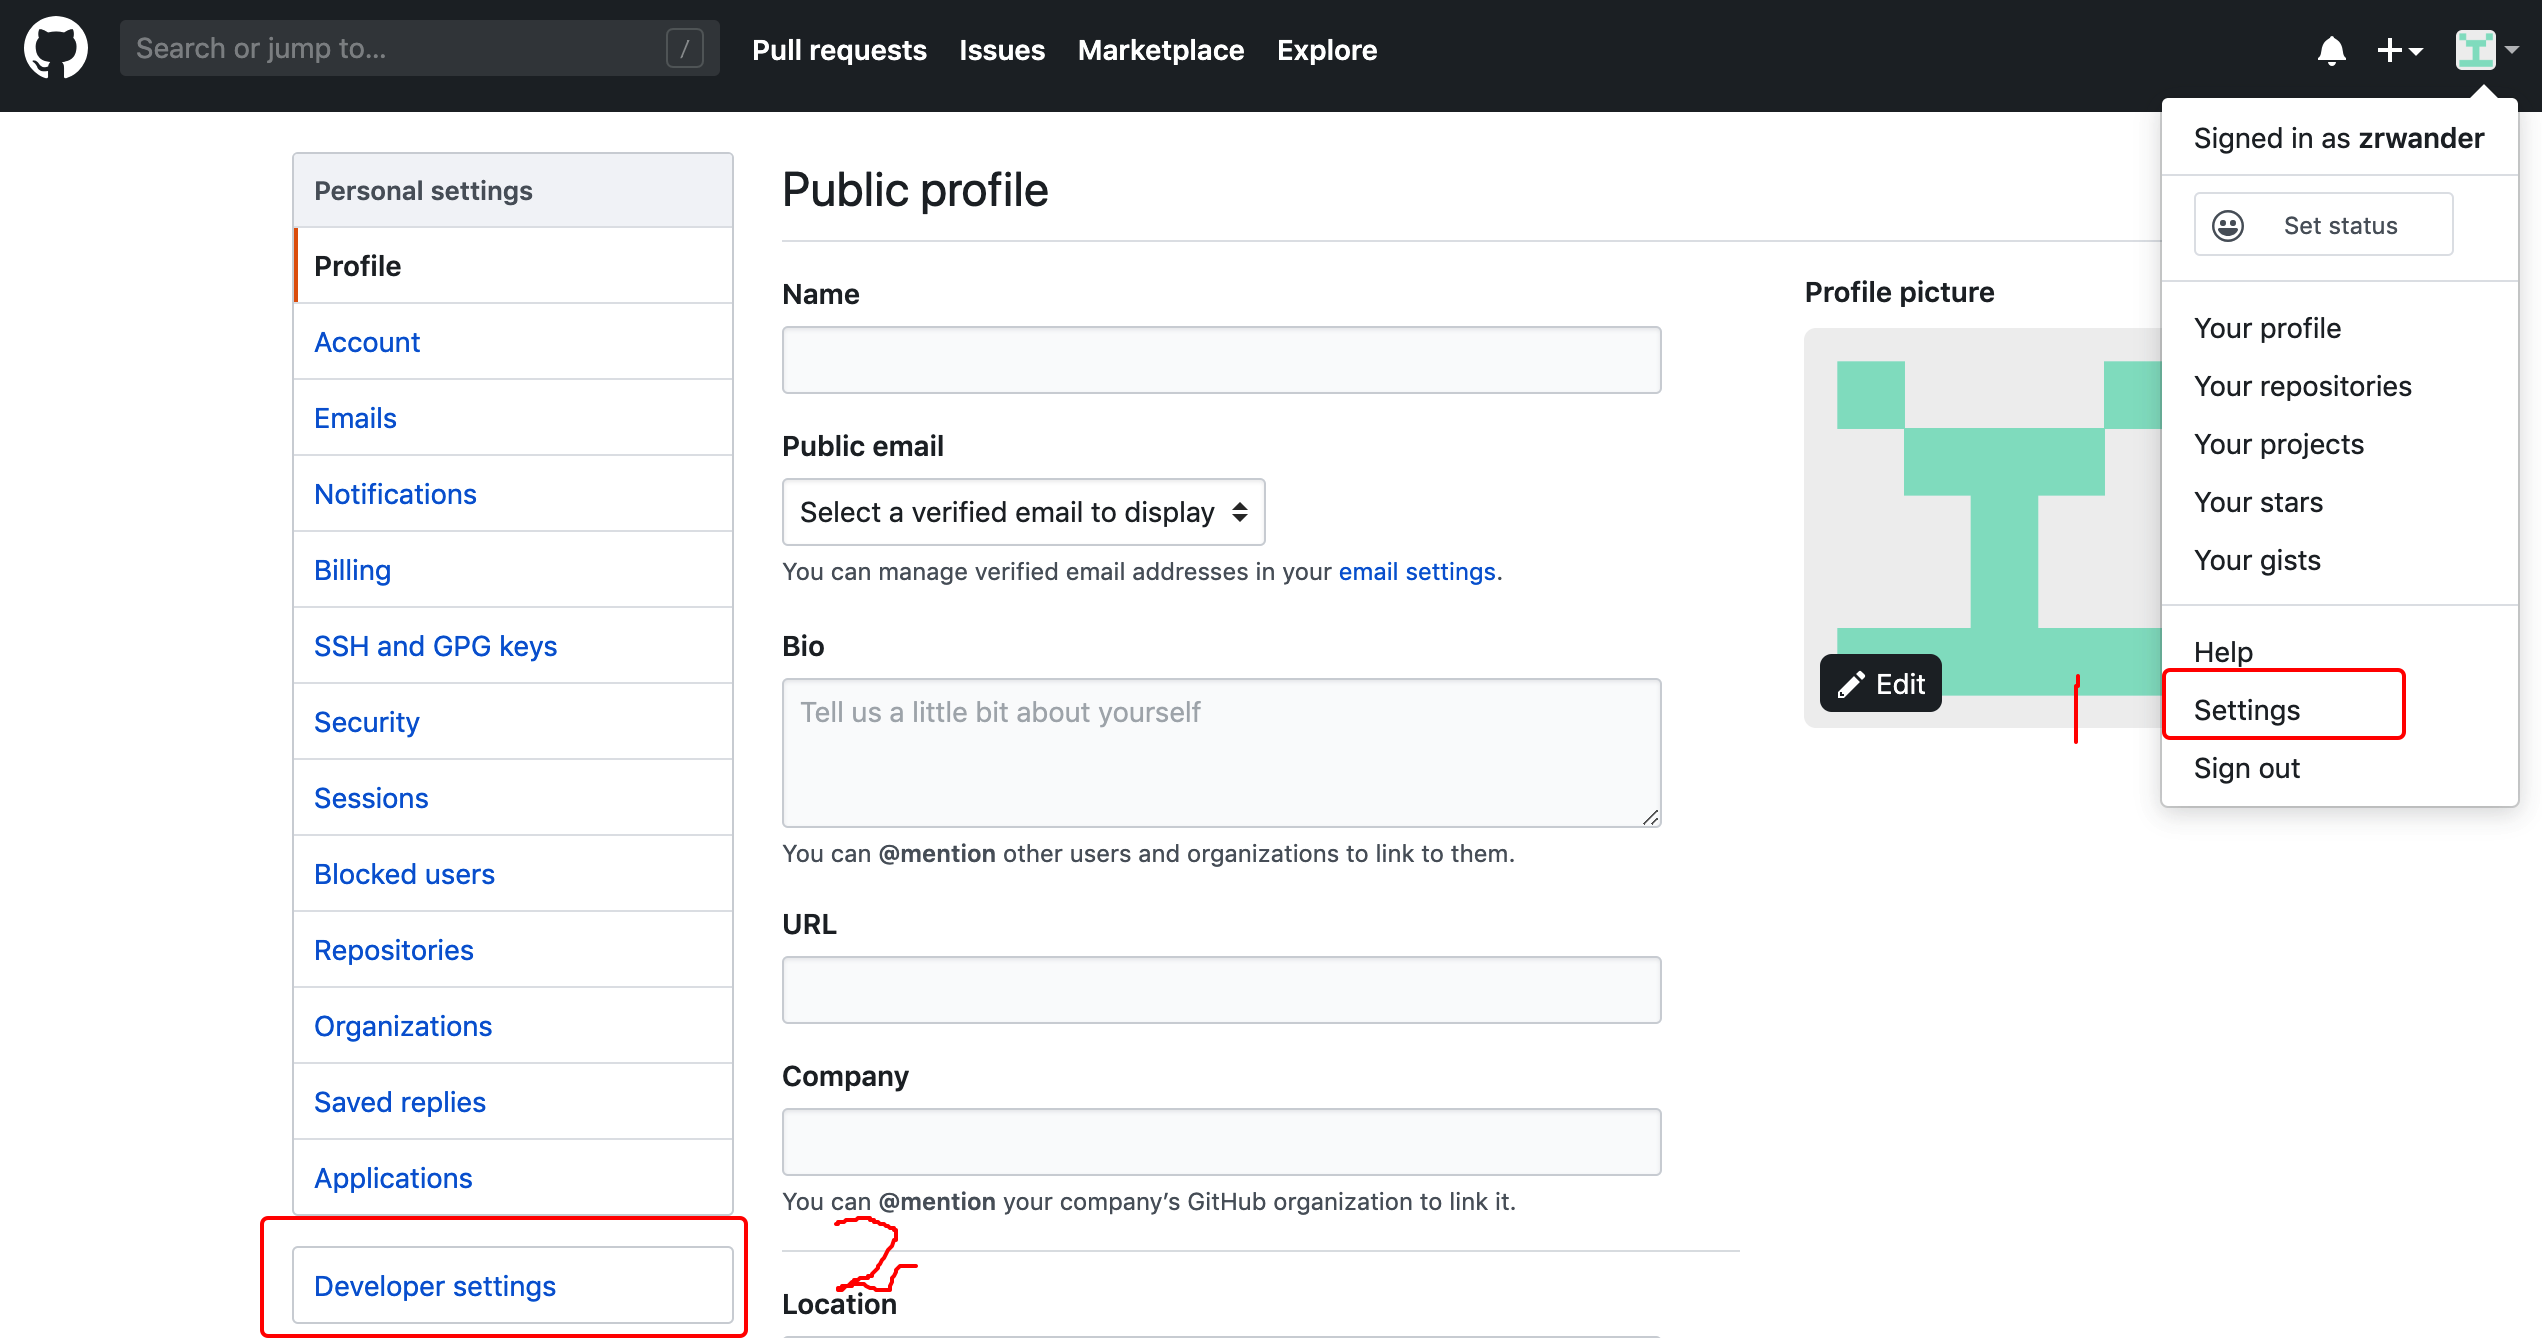 Search or jump to...
/
Pull requests
Issues
Marketplace
Explore
Signed in as zrwander
Set status
Your profile
Your repositories
Your projects
Your stars
Your gists
Help
Settings
Sign out
1
Personal settings
Profile
Account
Emails
Notifications
Billing
SSH and GPG keys
Security
Sessions
Blocked users
Repositories
Organizations
Saved replies
Applications
Developer settings
2
Public profile
Name
Public email
Select a verified email to display
You can manage verified email addresses in your email settings.
Bio
Tell us a little bit about yourself
You can @mention other users and organizations to link to them.
URL
Company
You can @mention your company’s GitHub organization to link it.
Location
Profile picture
Edit